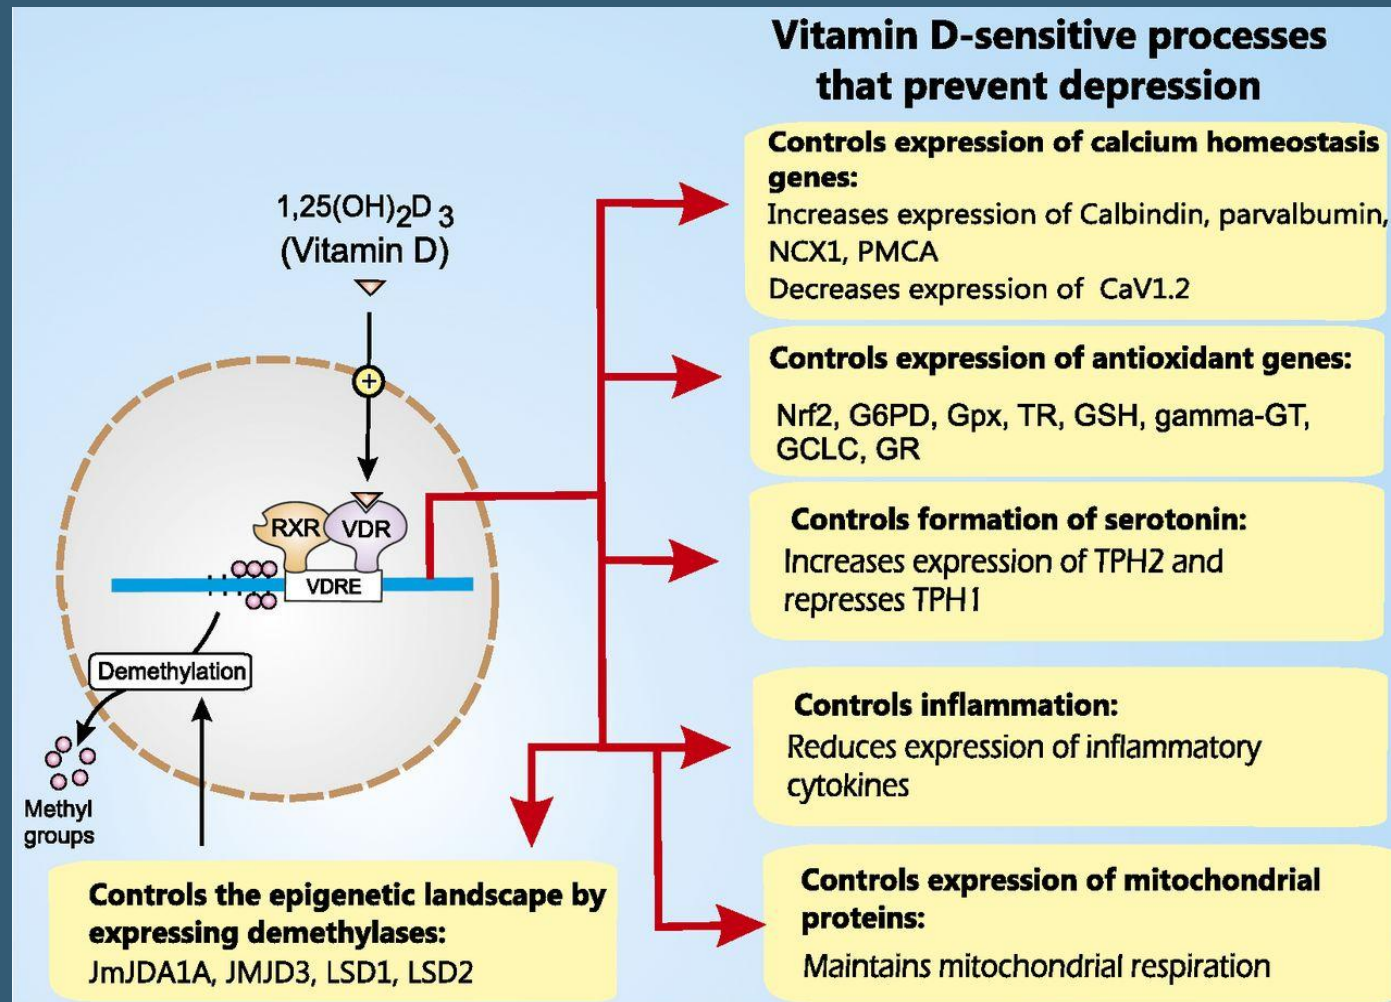 Vitamin D-sensitive processes
that prevent depression
1,25(OH)2D3
(Vitamin D)
+
RXR
VDR
VDRE
Demethylation
Methyl
groups
Controls expression of calcium homeostasis
genes:
Increases expression of Calbindin, parvalbumin,
NCX1, PMCA
Decreases expression of CaV1.2
Controls expression of antioxidant genes:
Nrf2, G6PD, Gpx, TR, GSH, gamma-GT,
GCLC, GR
Controls formation of serotonin:
Increases expression of TPH2 and
represses TPH1
Controls inflammation:
Reduces expression of inflammatory
cytokines
Controls expression of mitochondrial
proteins:
Maintains mitochondrial respiration
Controls the epigenetic landscape by
expressing demethylases:
JmJDA1A, JMJD3, LSD1, LSD2